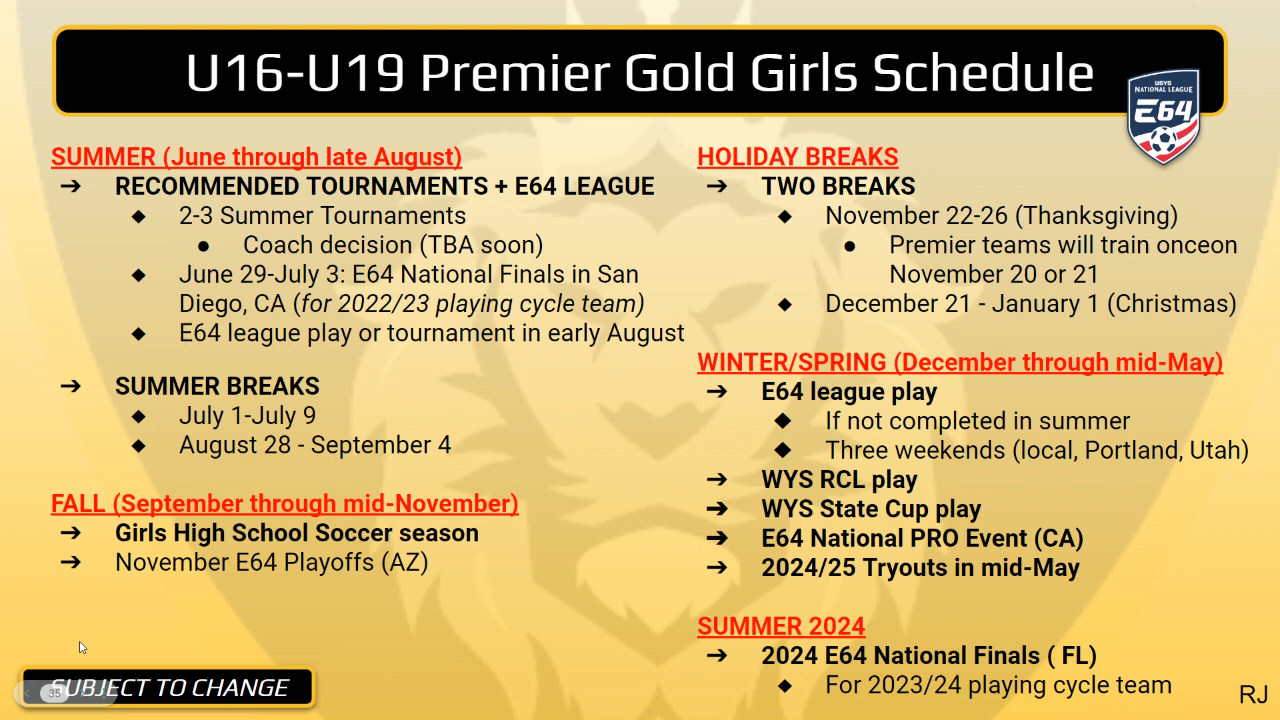 U16-U19 Premier Gold Girls Schedule
USYS
NATIONAL LEAGUE
E64
SUMMER (June through late August)
➔ RECOMMENDED TOURNAMENTS + E64 LEAGUE
◆ 2-3 Summer Tournaments
● Coach decision (TBA soon)
◆ June 29-July 3: E64 National Finals in San
Diego, CA (for 2022/23 playing cycle team)
◆ E64 league play or tournament in early August
➔ SUMMER BREAKS
◆ July 1-July 9
◆ August 28 - September 4
FALL (September through mid-November)
➔ Girls High School Soccer season
➔ November E64 Playoffs (AZ)
HOLIDAY BREAKS
➔ TWO BREAKS
◆ November 22-26 (Thanksgiving)
● Premier teams will train onceon
November 20 or 21
◆ December 21 - January 1 (Christmas)
WINTER/SPRING (December through mid-May)
➔ E64 league play
◆ If not completed in summer
◆ Three weekends (local, Portland, Utah)
➔ WYS RCL play
➔ WYS State Cup play
➔ E64 National PRO Event (CA)
➔ 2024/25 Tryouts in mid-May
SUMMER 2024
➔ 2024 E64 National Finals ( FL)
◆ For 2023/24 playing cycle team
SUBJECT TO CHANGE
35
RJ